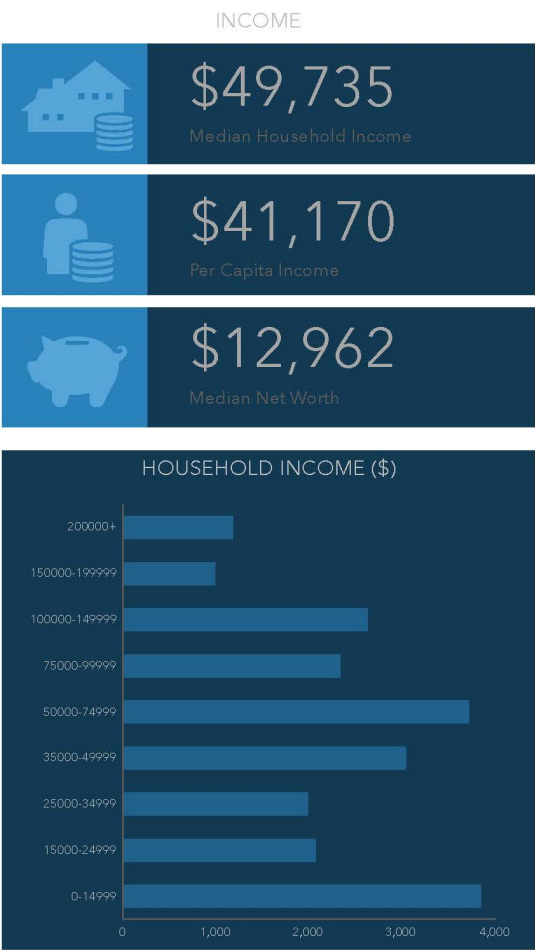 INCOME
$49,735
Median Household Income
$41,170
Per Capita Income
$12,962
Median Net Worth
HOUSEHOLD INCOME ($)
200000+
150000-199999
100000-149999
75000-99999
50000-74999
35000-49999
25000-34999
15000-24999
0-14999
0 1,000 2,000 3,000 4,000